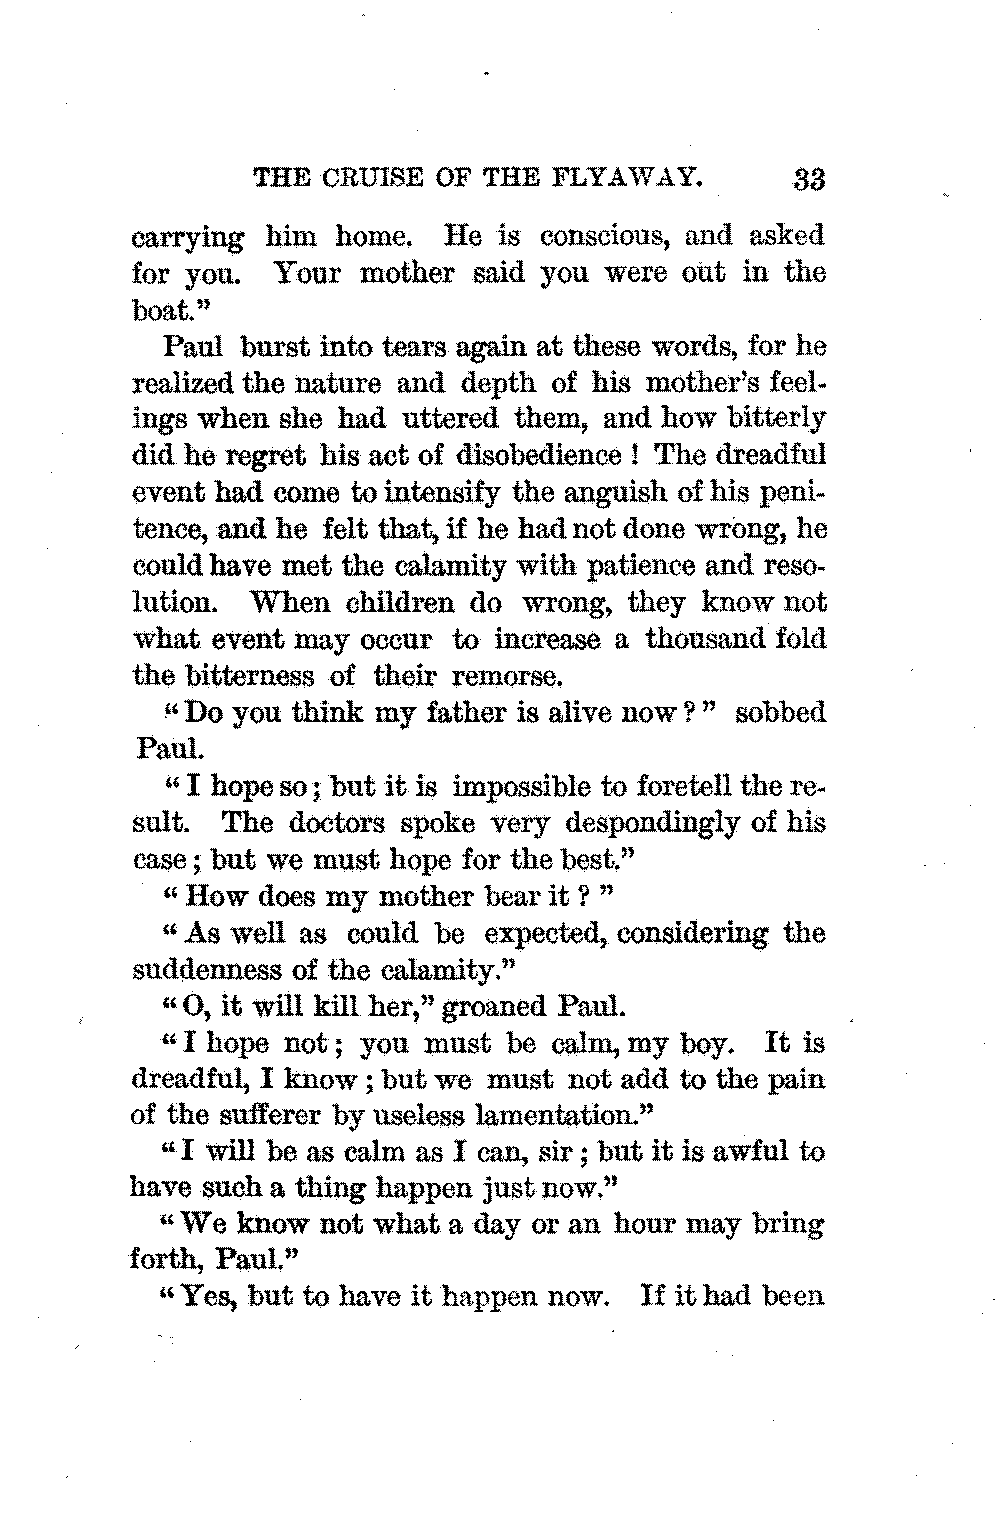 THE CRUISE OF THE FLYAWAY. 33
carrying him home. He is conscious, and asked
for you. Your mother said you were out in the
boat.”
Paul burst into tears again at these words, for he
realized the nature and depth of his mother’s feel-
ings when she had uttered them, and how bitterly
did he regret his act of disobedience ! The dreadful
event had come to intensify the anguish of his peni-
tence, and he felt that, if he had not done wrong, he
could have met the calamity with patience and reso-
lution. When children do wrong, they know not
what event may occur to increase a thousand fold
the bitterness of their remorse.
“ Do you think my father is alive now ? ” sobbed
Paul.
“ I hope so ; but it is impossible to foretell the re-
sult. The doctors spoke very despondingly of his
case ; but we must hope for the best.”
“ How does my mother bear it ? ”
“ As well as could be expected, considering the
suddenness of the calamity.”
“ O, it will kill her,” groaned Paul.
“ I hope not ; you must be calm, my boy. It is
dreadful, I know ; but we must not add to the pain
of the sufferer by useless lamentation.”
“ I will be as calm as I can, sir ; but it is awful to
have such a thing happen just now.”
“ We know not what a day or an hour may bring
forth, Paul.”
“ Yes, but to have it happen now. If it had been